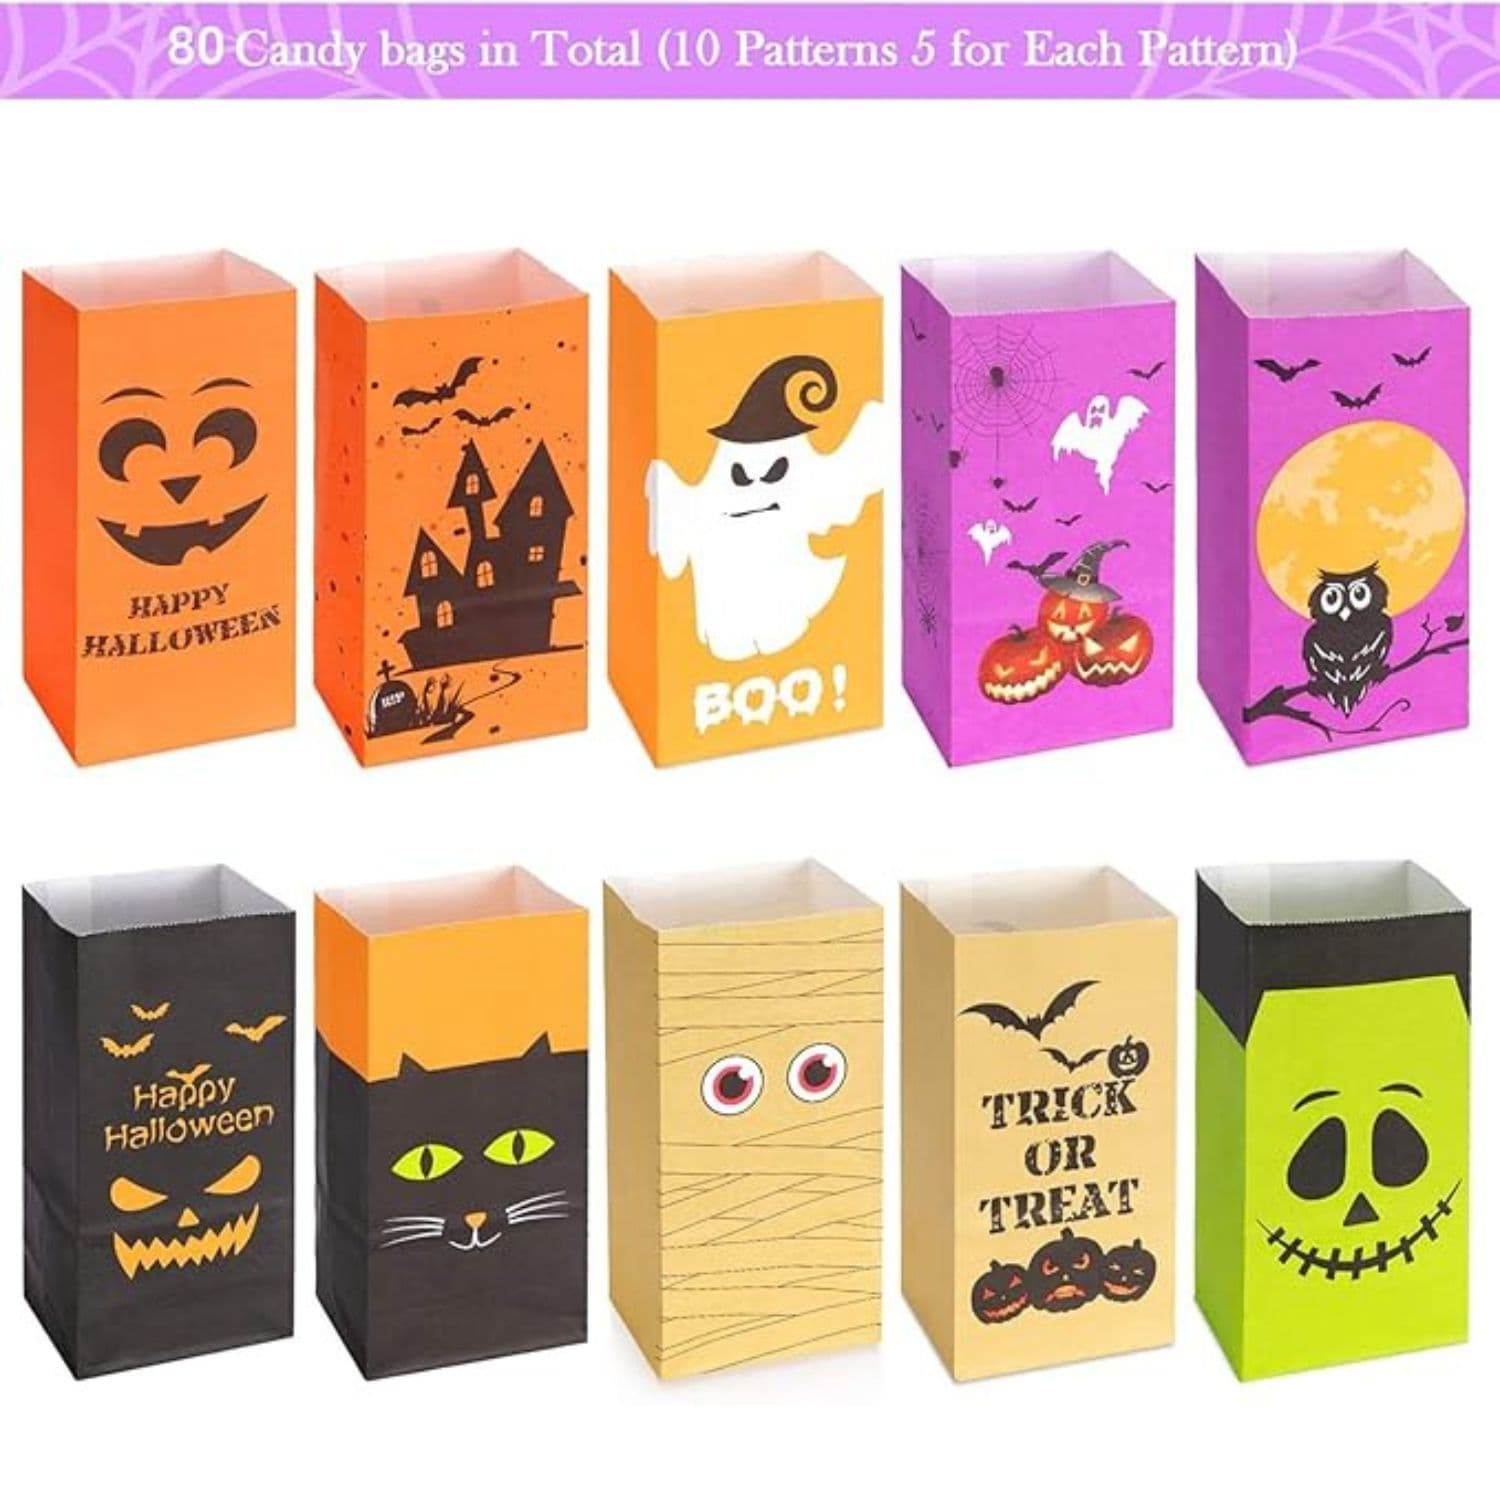 80 Candy bags in Total (10 Patterns 5 for Each Pattern)
HAPPY
HALLOWEEN
RIP
BOO!
Happy
Halloween
TRICK
OR
TREAT